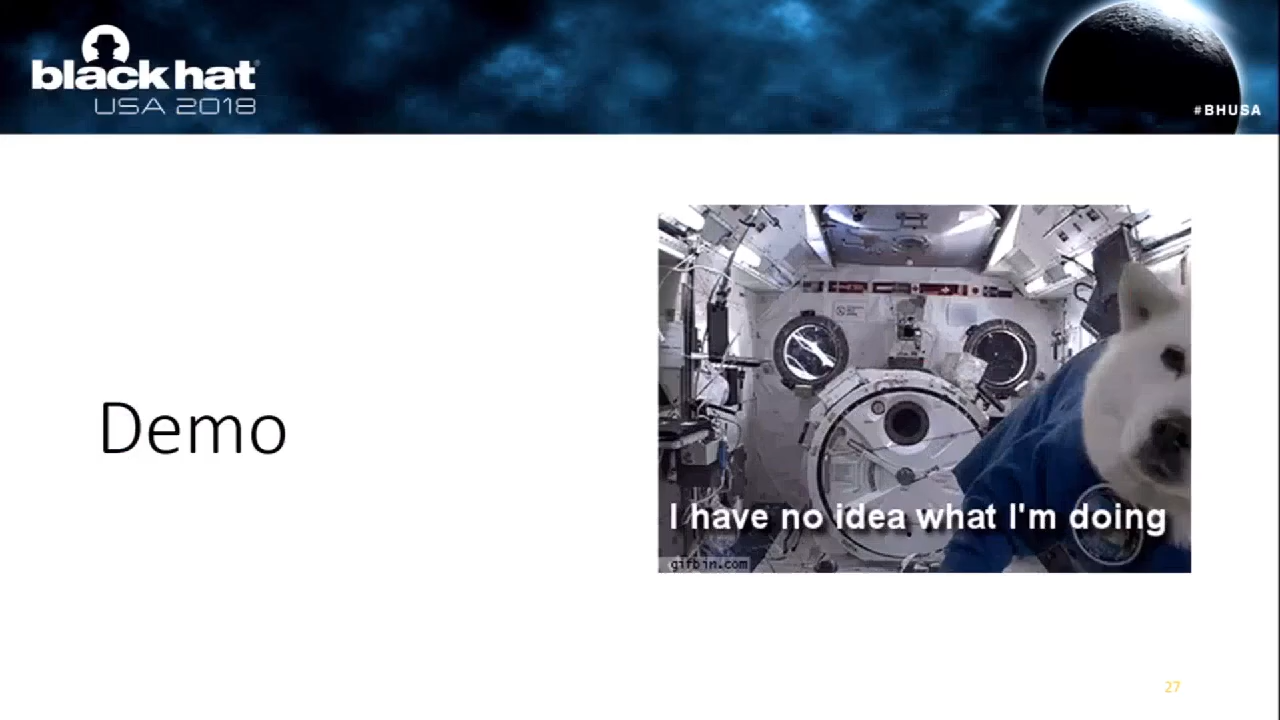 black hat
USA 2018
#BHUSA
Demo
I have no idea what I'm doing
gifbin.com
27